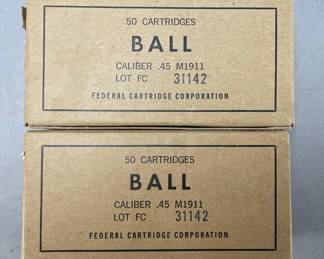 50 CARTRIDGES
BALL
CALIBER .45 M1911
LOT FC 31142
FEDERAL CARTRIDGE CORPORATION
50 CARTRIDGES
BALL
CALIBER .45 M1911
LOT FC 31142
FEDERAL CARTRIDGE CORPORATION